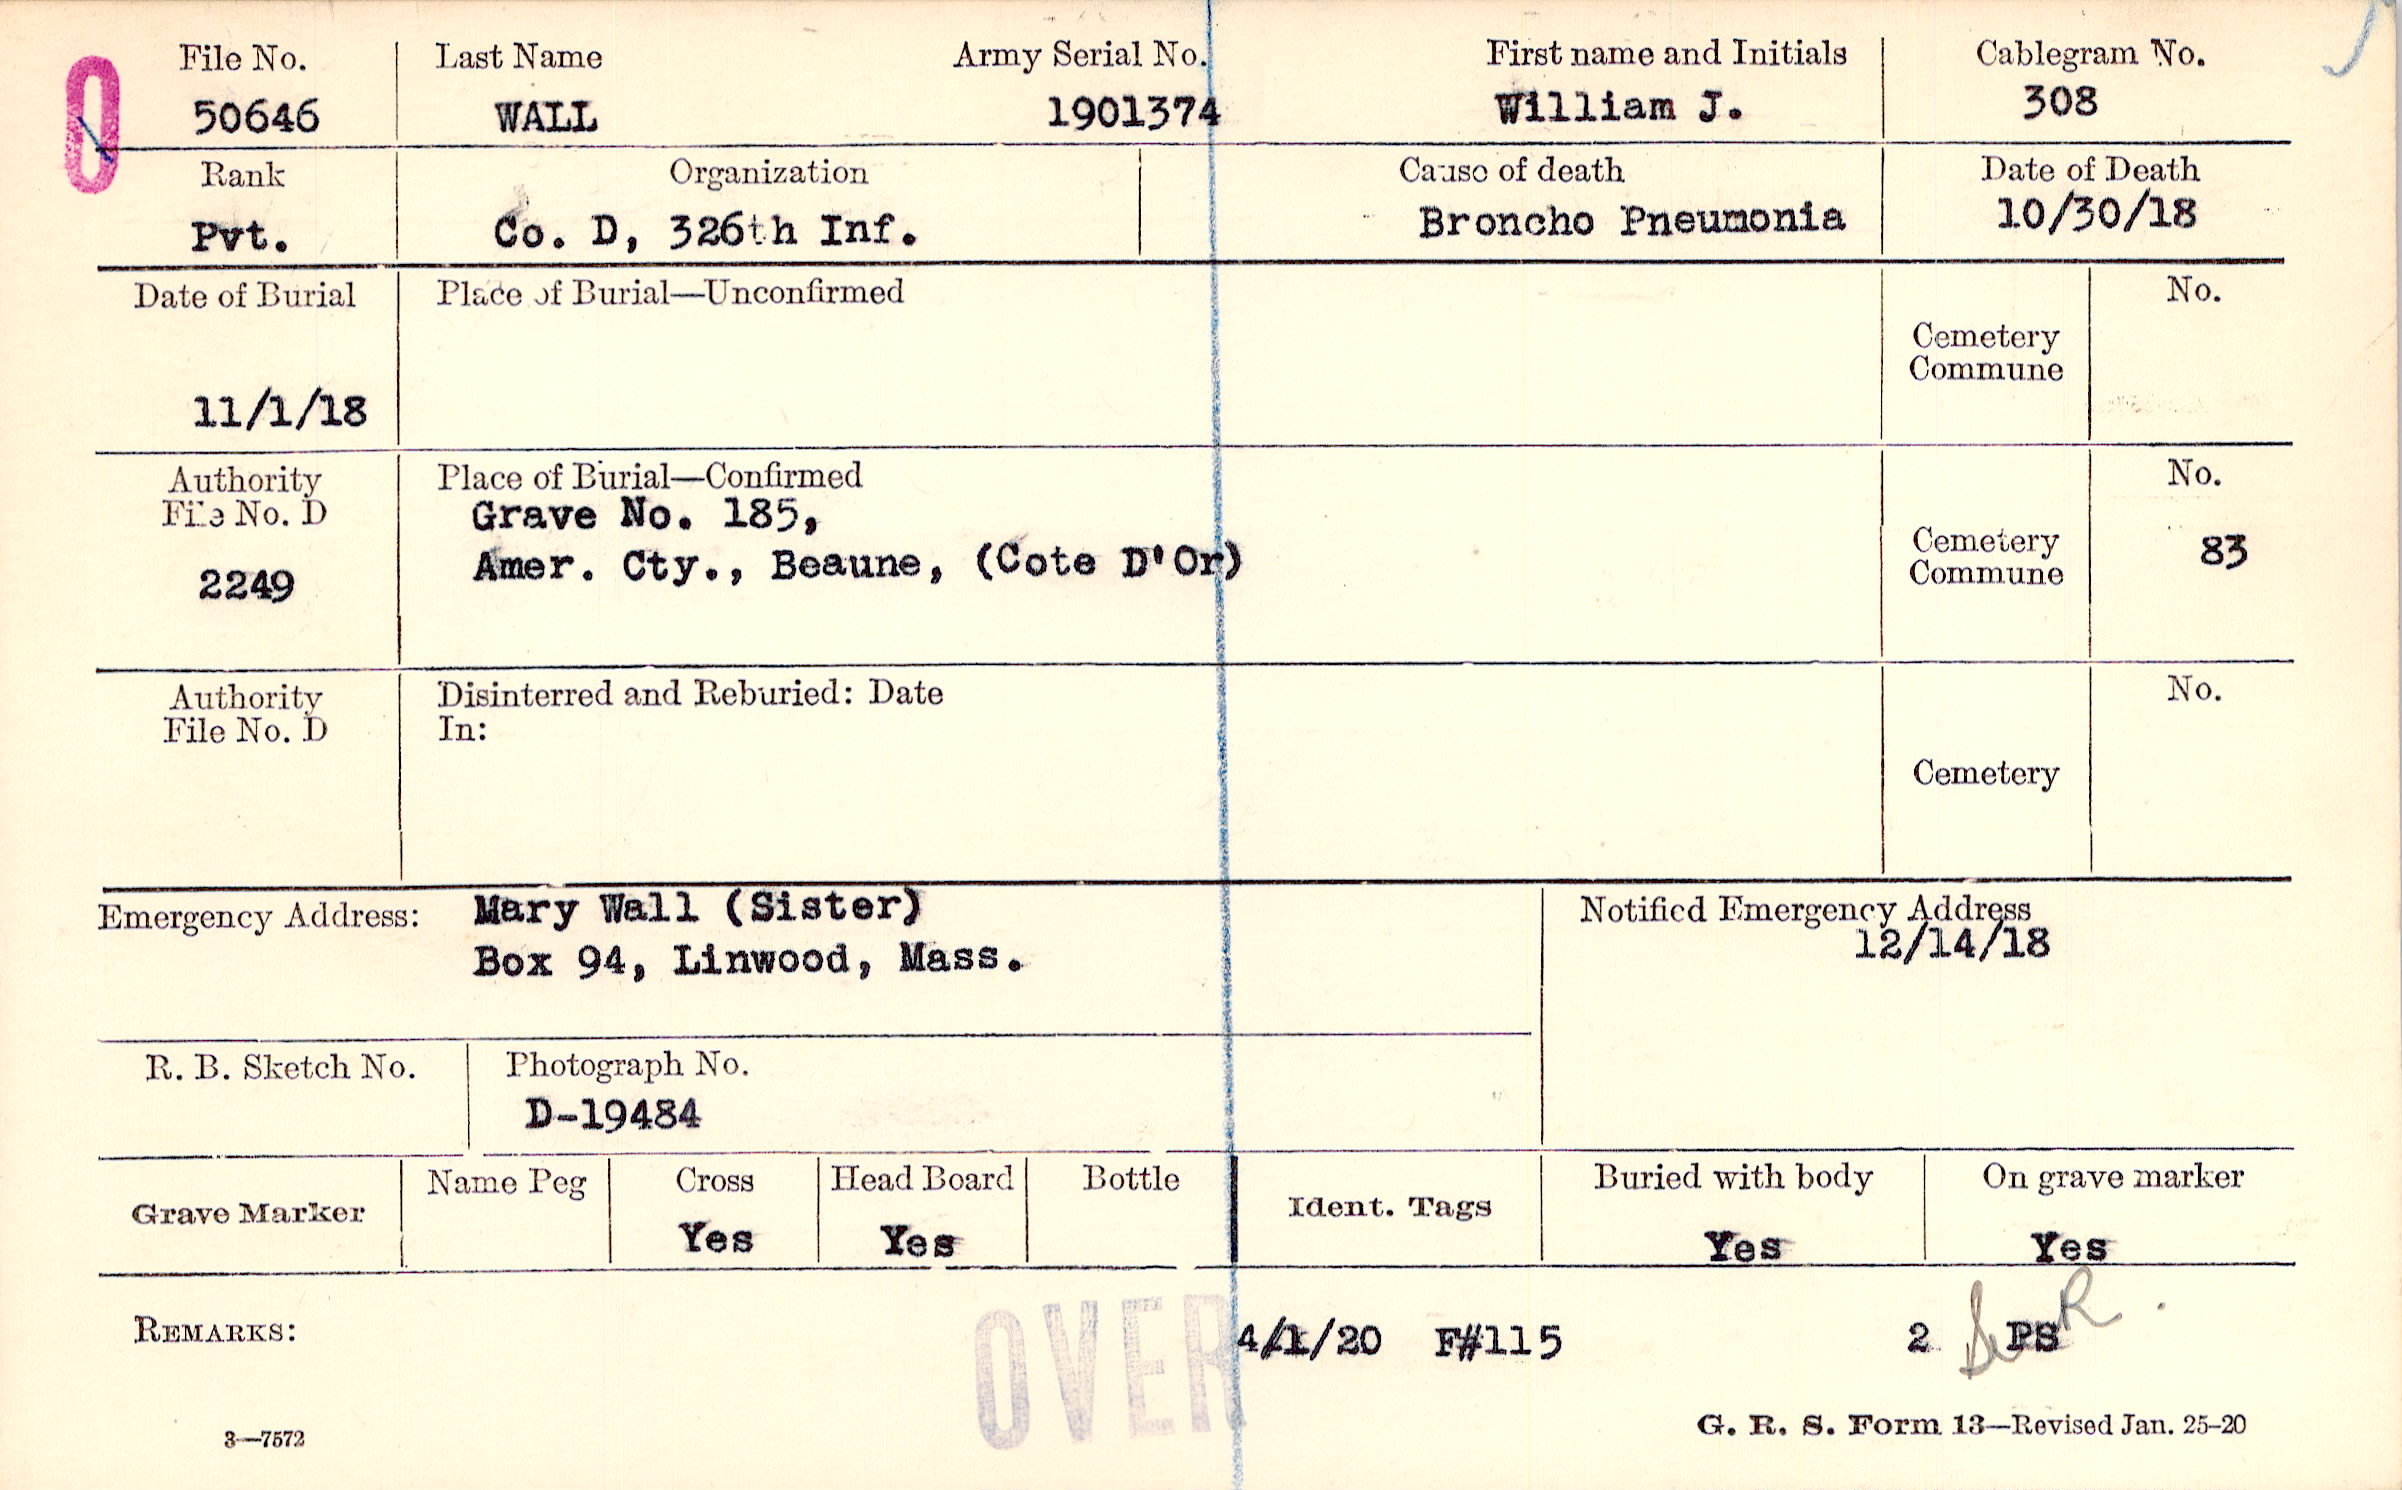 0
File No. Last Name Army Serial No. First name and Initials Cablegram No.
50646 WALL 1901374 William J. 308
Rank Organization Cause of death Date of Death
Pvt. Co. D, 326th Inf. Broncho Pneumonia 10/30/18
Date of Burial Place of Burial—Unconfirmed No.
Cemetery
Commune
11/1/18
Authority Place of Burial—Confirmed No.
File No. D Grave No. 185,
2249 Amer. Cty., Beaune, (Cote D'Or) Cemetery 83
Commune
Authority Disinterred and Reburied: Date No.
File No. D In:
Cemetery
Emergency Address: Mary Wall (Sister) Notified Emergency Address
Box 94, Linwood, Mass. 12/14/18
R. B. Sketch No. Photograph No.
D-19484
Grave Marker Name Peg Cross Head Board Bottle Ident. Tags Buried with body On grave marker
Yes Yes Yes Yes
REMARKS: 4/1/20 F#115 2 PS R
OVER
3—7572 G. R. S. Form 13—Revised Jan. 25-20